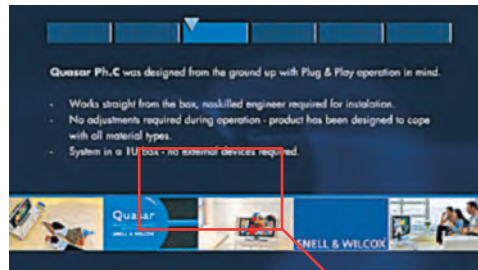 Quasar Ph.C was designed from the ground up with Plug & Play operation in mind.
- Works straight from the box, noskilled engineer required for instalation.
- No adjustments required during operation - product has been designed to cope
with all material types.
- System in a 1U box - no external devices required.
Quasar
SNELL & WILCOX
SNELL & WILCOX